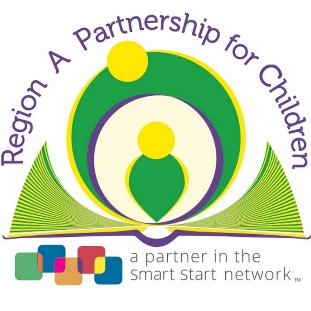 Region A Partnership for Children
a partner in the
Smart Start network™